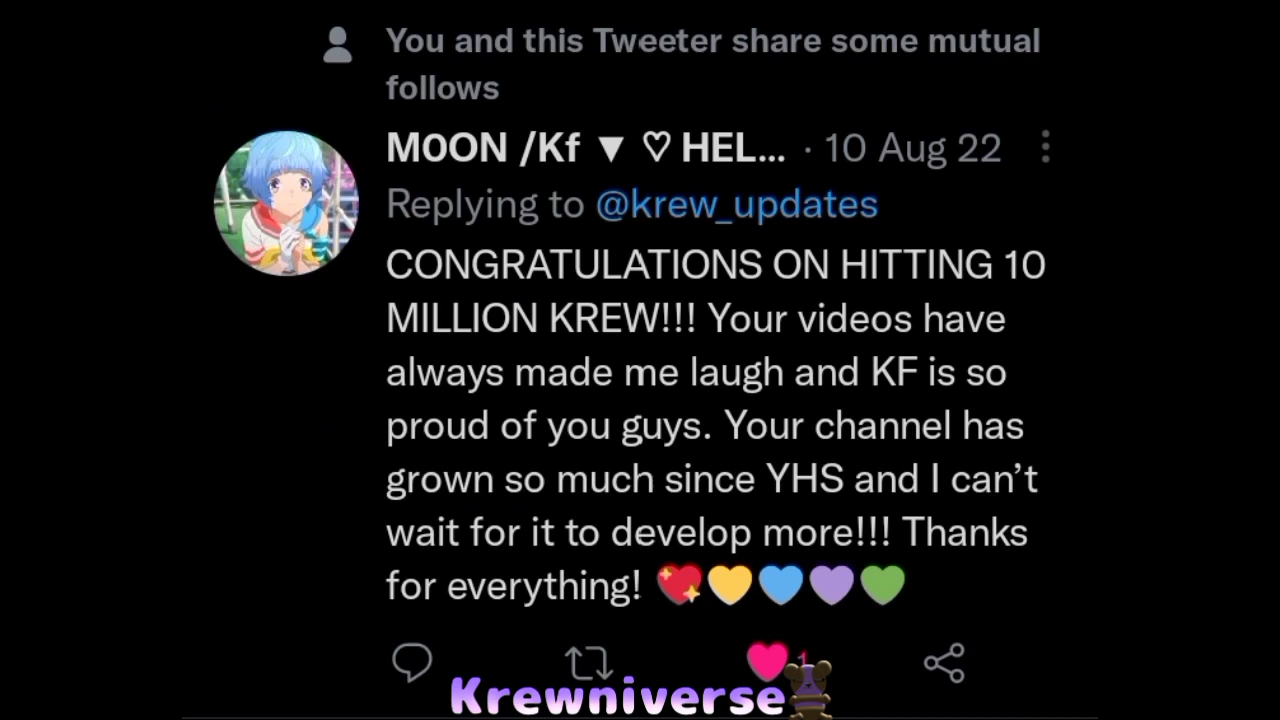 You and this Tweeter share some mutual
follows
M0ON /Kf ▼ ♡ HEL... · 10 Aug 22
Replying to @krew_updates
CONGRATULATIONS ON HITTING 10
MILLION KREW!!! Your videos have
always made me laugh and KF is so
proud of you guys. Your channel has
grown so much since YHS and I can’t
wait for it to develop more!!! Thanks
for everything! 💖💛💙💜💚
1
Krewniverse